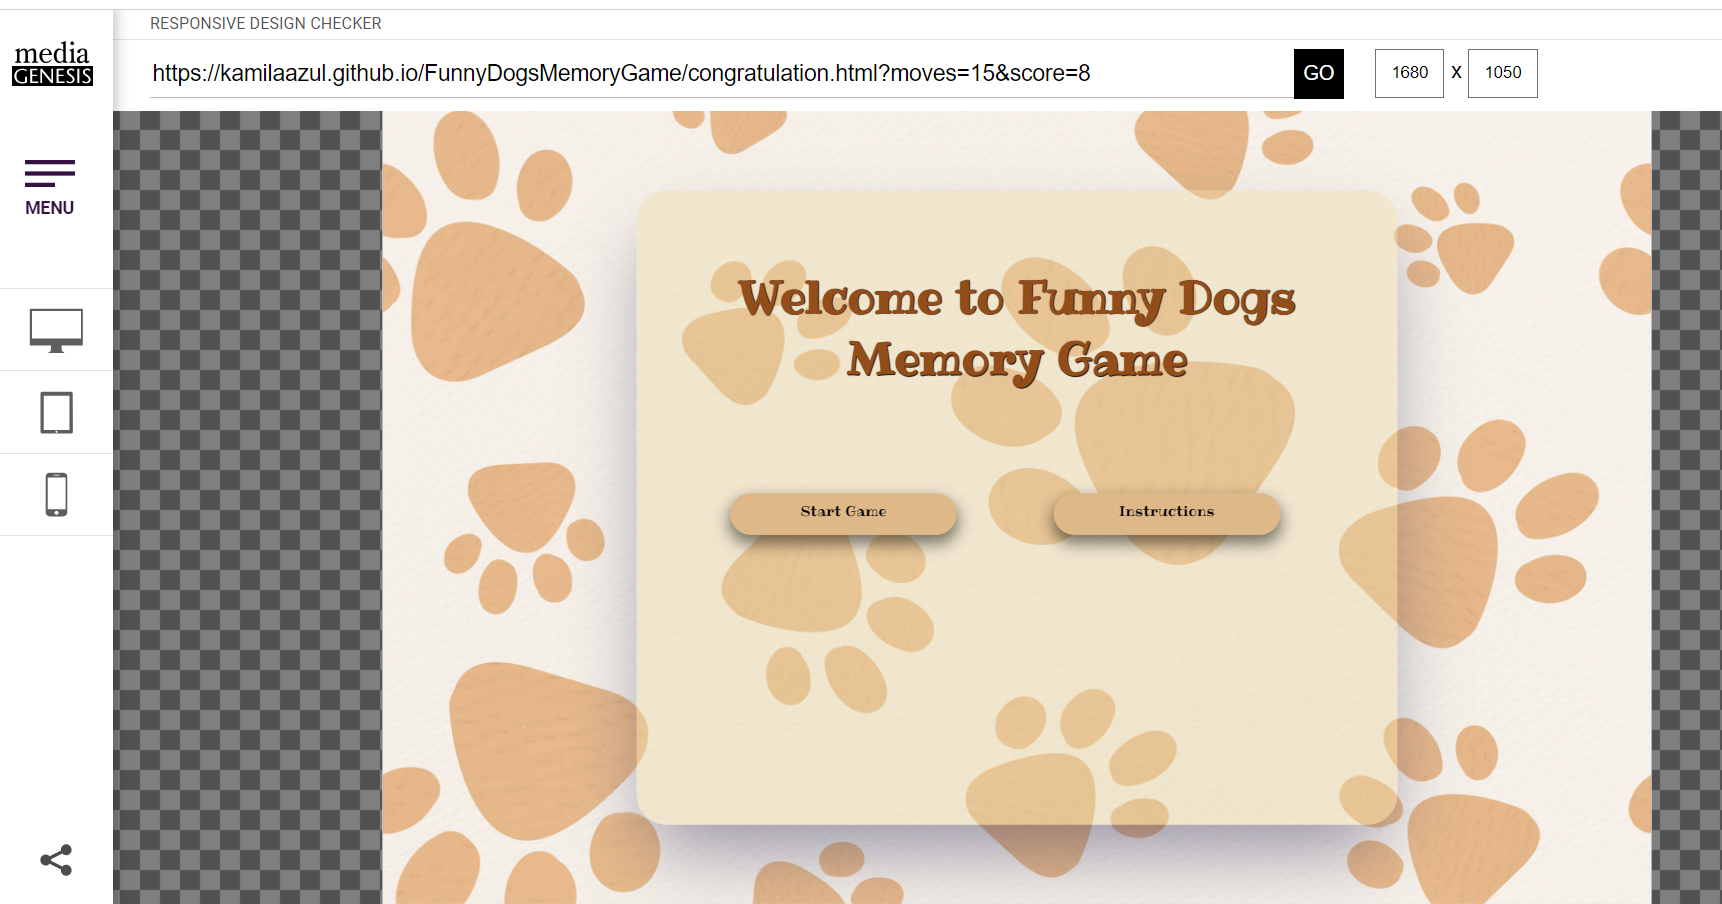 RESPONSIVE DESIGN CHECKER
media
GENESIS
https://kamilaazul.github.io/FunnyDogsMemoryGame/congratulation.html?moves=15&score=8
GO
1680 x 1050
MENU
Welcome to Funny Dogs
Memory Game
Start Game
Instructions